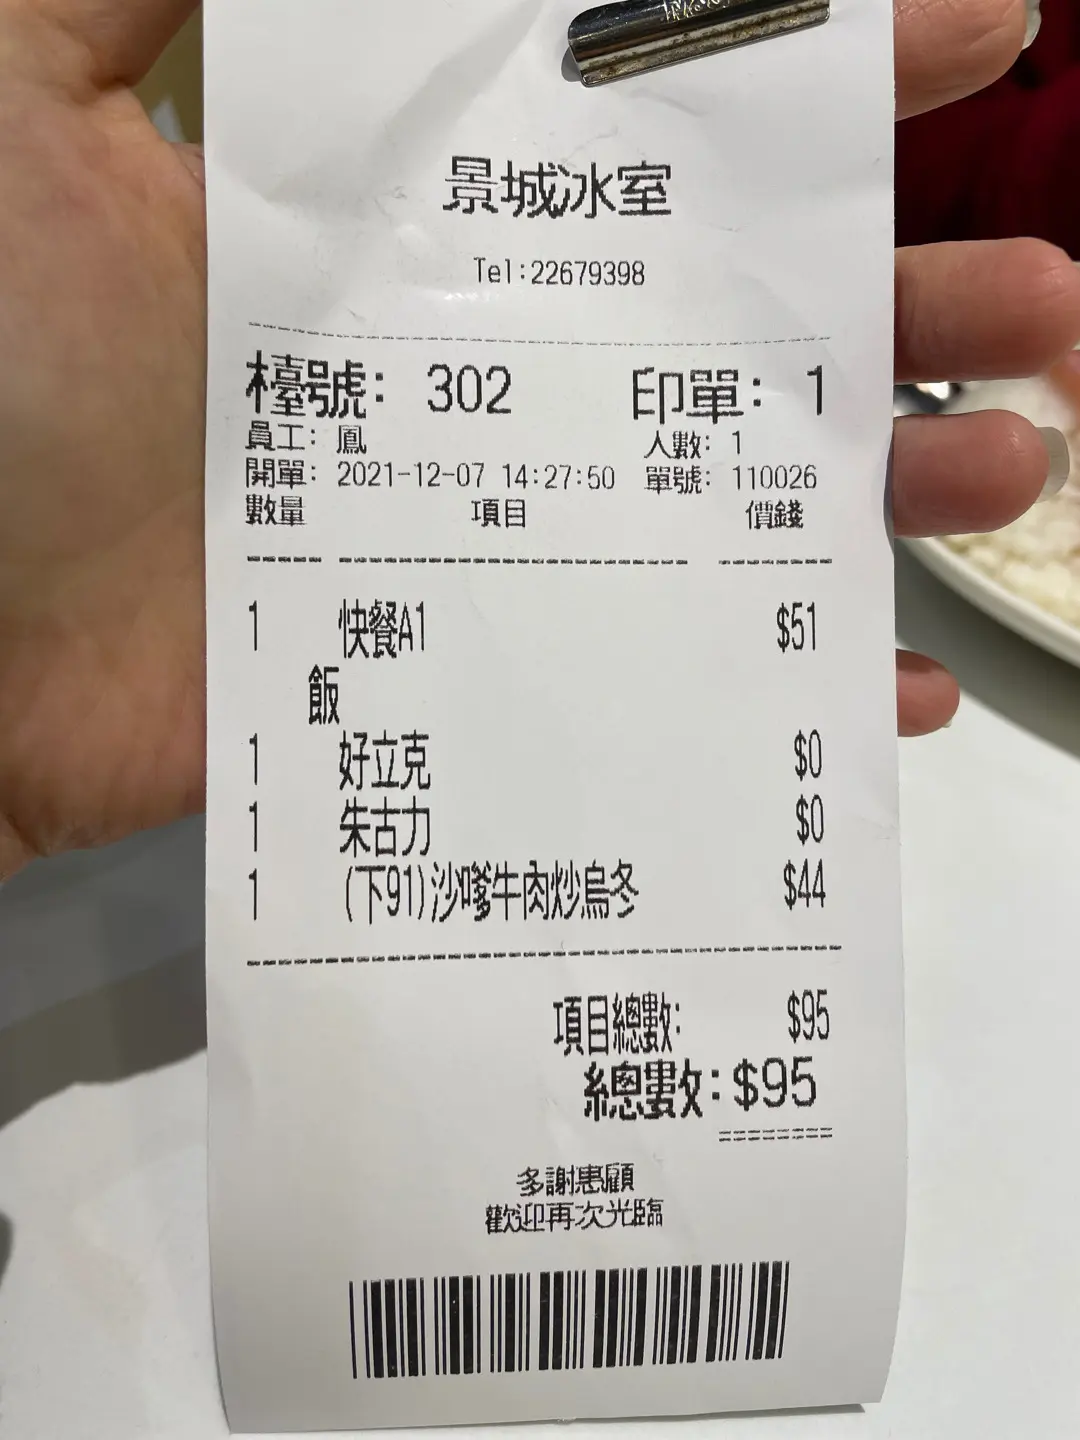 景城冰室
Tel:22679398
檯號: 302 印單: 1
員工: 鳳 人數: 1
開單: 2021-12-07 14:27:50 單號: 110026
數量 項目 價錢
1 快餐A1 $51
飯
1 好立克 $0
1 朱古力 $0
1 (下91)沙嗲牛肉炒烏冬 $44
項目總數: $95
總數: $95
多謝惠顧
歡迎再次光臨